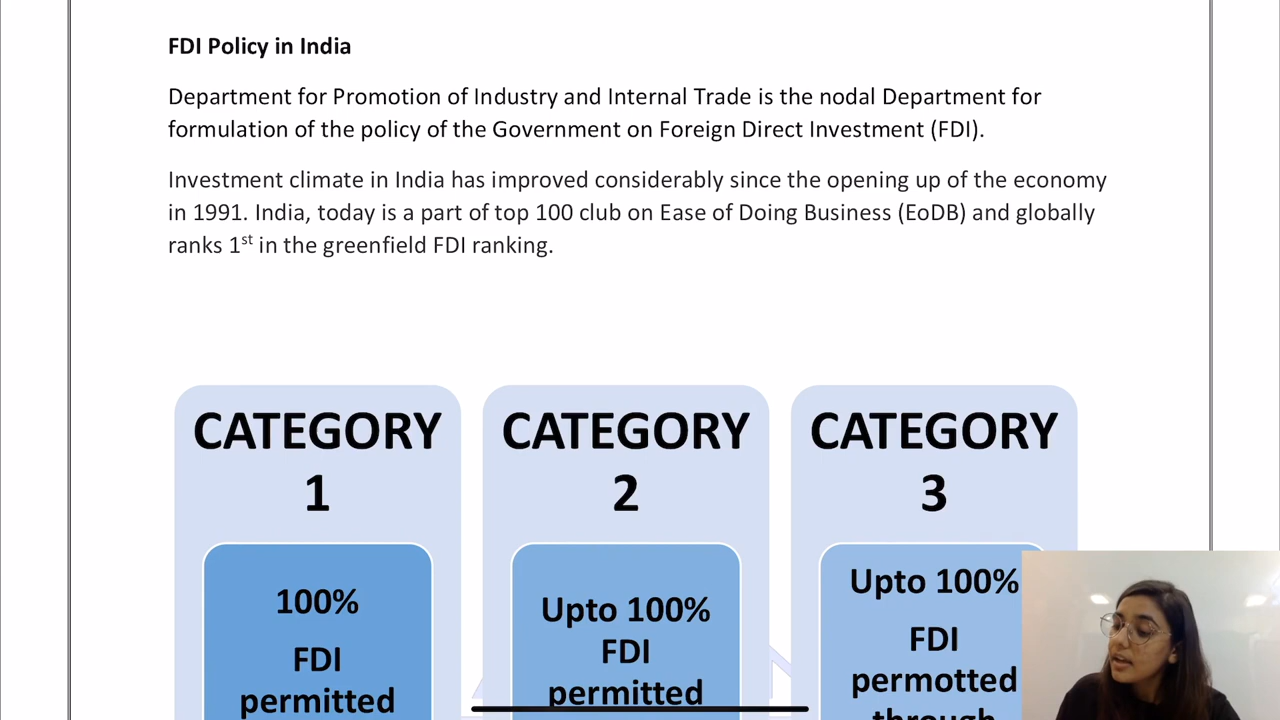 FDI Policy in India
Department for Promotion of Industry and Internal Trade is the nodal Department for
formulation of the policy of the Government on Foreign Direct Investment (FDI).
Investment climate in India has improved considerably since the opening up of the economy
in 1991. India, today is a part of top 100 club on Ease of Doing Business (EoDB) and globally
ranks 1st in the greenfield FDI ranking.
CATEGORY
1
100%
FDI
permitted
CATEGORY
2
Upto 100%
FDI
permitted
CATEGORY
3
Upto 100%
FDI
permotted
through